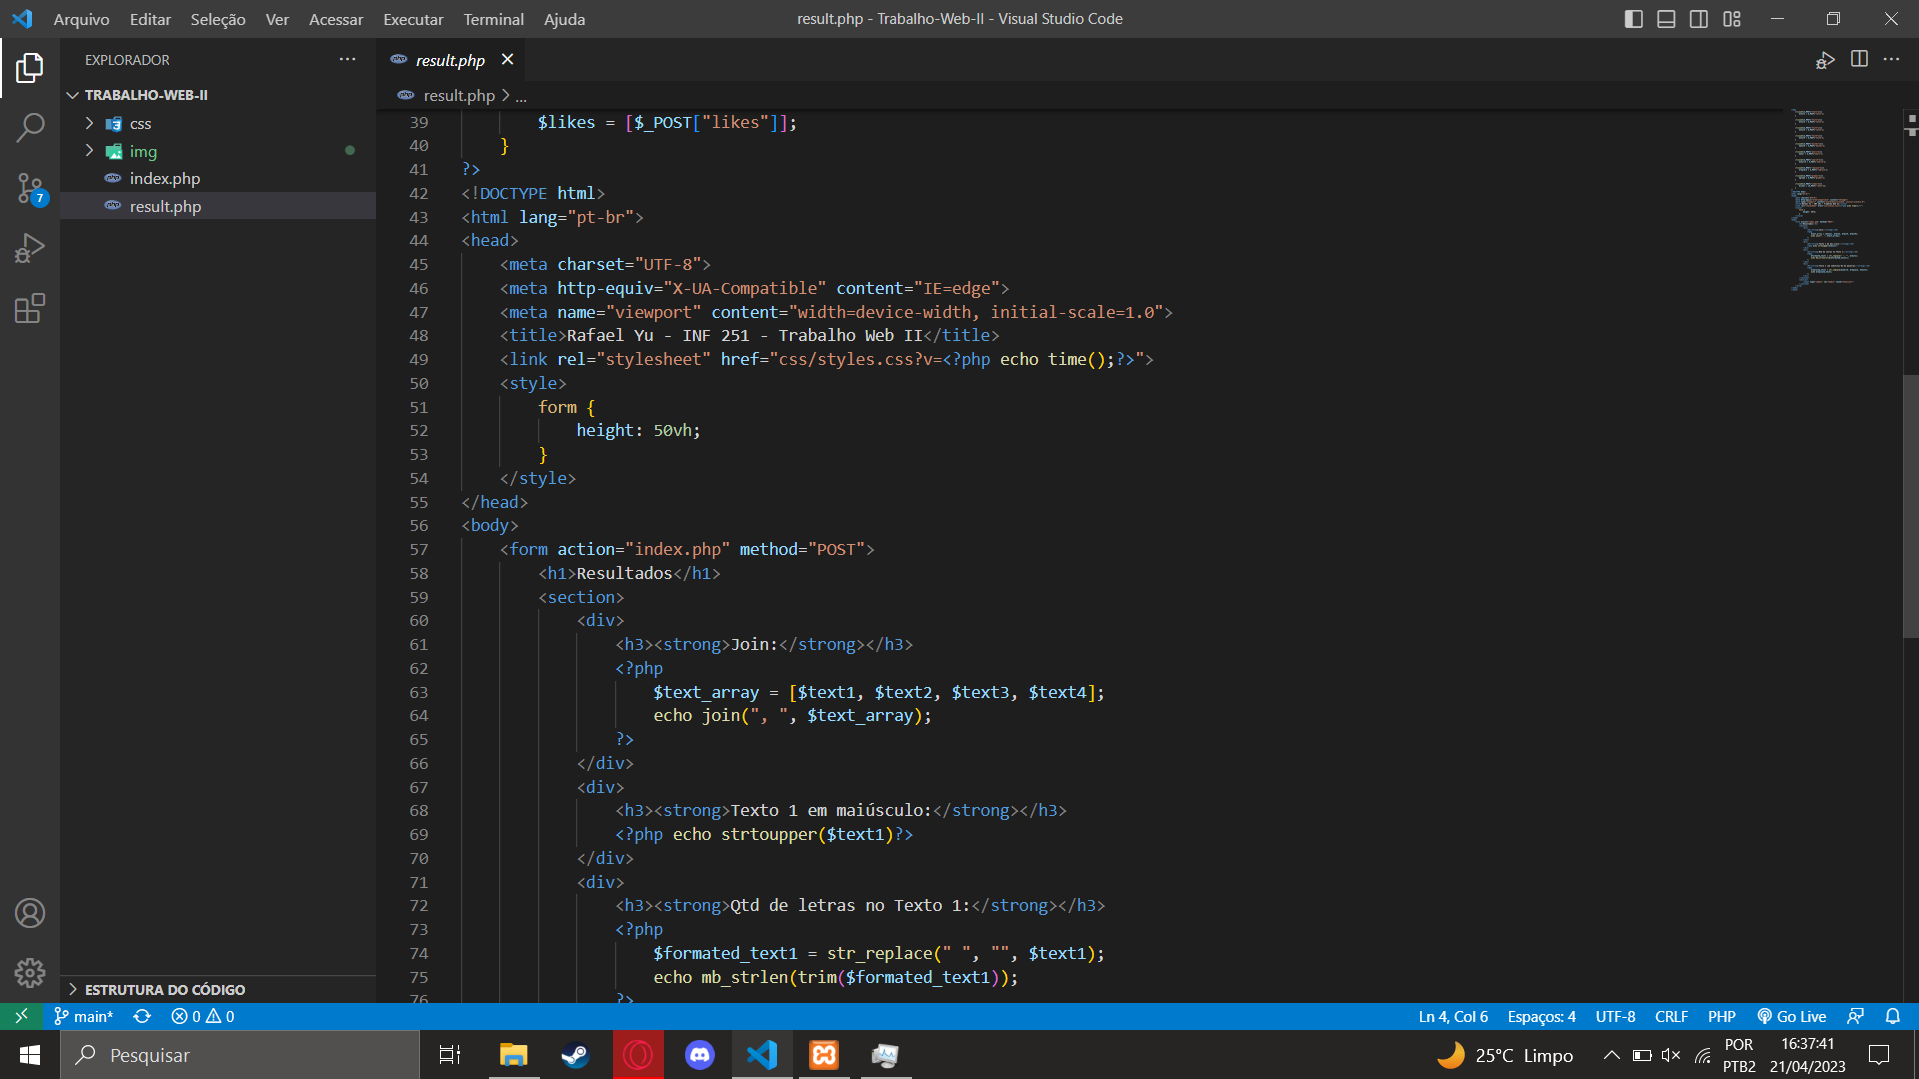 Arquivo Editar Seleção Ver Acessar Executar Terminal Ajuda
result.php - Trabalho-Web-II - Visual Studio Code
EXPLORADOR
TRABALHO-WEB-II
css
img
index.php
result.php
7
result.php
result.php > ...
39 $likes = [$_POST["likes"]];
40 }
41 ?>
42 <!DOCTYPE html>
43 <html lang="pt-br">
44 <head>
45 <meta charset="UTF-8">
46 <meta http-equiv="X-UA-Compatible" content="IE=edge">
47 <meta name="viewport" content="width=device-width, initial-scale=1.0">
48 <title>Rafael Yu - INF 251 - Trabalho Web II</title>
49 <link rel="stylesheet" href="css/styles.css?v=<?php echo time();?>">
50 <style>
51 form {
52 height: 50vh;
53 }
54 </style>
55 </head>
56 <body>
57 <form action="index.php" method="POST">
58 <h1>Resultados</h1>
59 <section>
60 <div>
61 <h3><strong>Join:</strong></h3>
62 <?php
63 $text_array = [$text1, $text2, $text3, $text4];
64 echo join(", ", $text_array);
65 ?>
66 </div>
67 <div>
68 <h3><strong>Texto 1 em maiúsculo:</strong></h3>
69 <?php echo strtoupper($text1)?>
70 </div>
71 <div>
72 <h3><strong>Qtd de letras no Texto 1:</strong></h3>
73 <?php
74 $formated_text1 = str_replace(" ", "", $text1);
75 echo mb_strlen(trim($formated_text1));
76 ?>
ESTRUTURA DO CÓDIGO
main* 0 0
Ln 4, Col 6 Espaços: 4 UTF-8 CRLF PHP Go Live
Pesquisar
25°C Limpo
POR
PTB2
16:37:41
21/04/2023